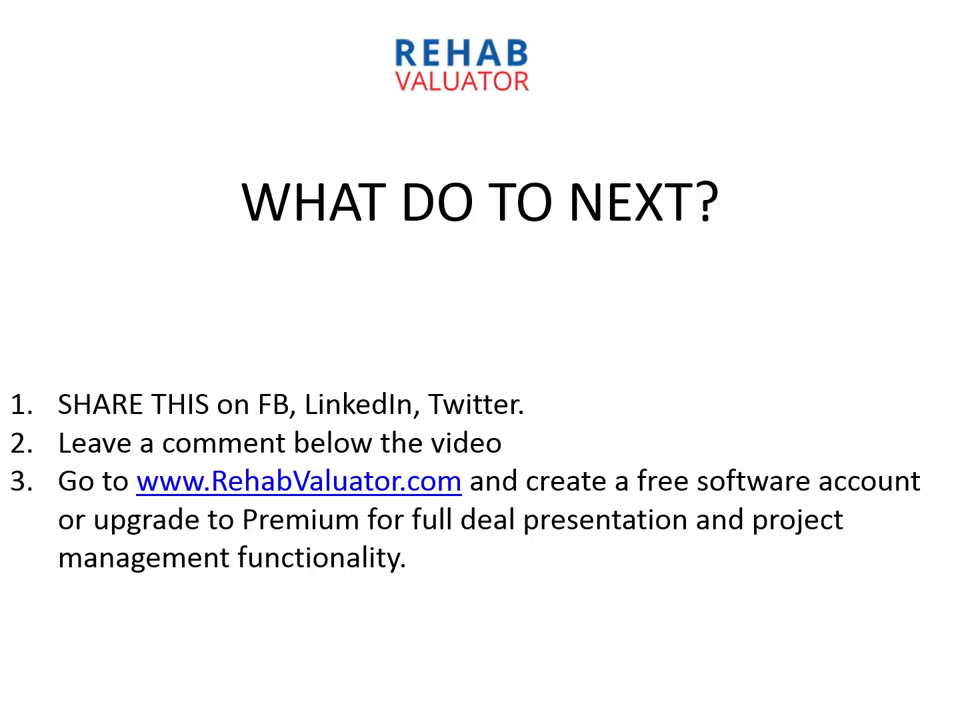 REHAB
VALUATOR
WHAT DO TO NEXT?
1. SHARE THIS on FB, LinkedIn, Twitter.
2. Leave a comment below the video
3. Go to www.RehabValuator.com and create a free software account
or upgrade to Premium for full deal presentation and project
management functionality.